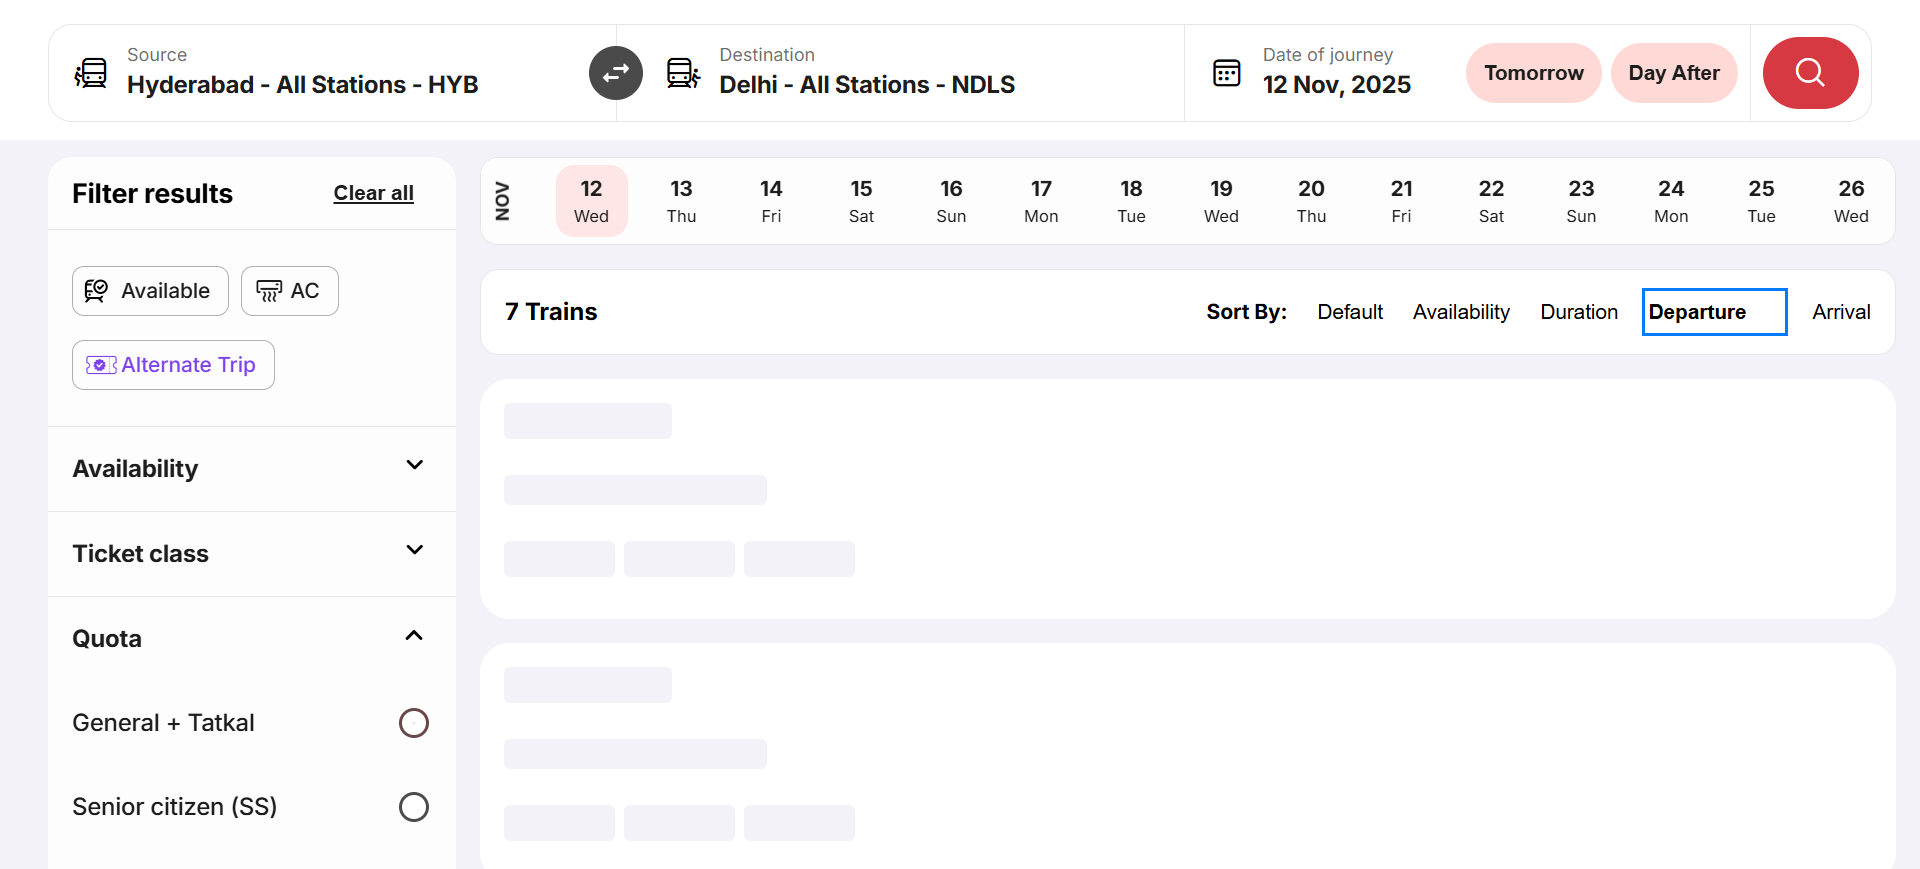 Source
Hyderabad - All Stations - HYB
Destination
Delhi - All Stations - NDLS
Date of journey
12 Nov, 2025
Tomorrow
Day After
Filter results
Clear all
Available
AC
Alternate Trip
Availability
Ticket class
Quota
General + Tatkal
Senior citizen (SS)
NOV
12 Wed
13 Thu
14 Fri
15 Sat
16 Sun
17 Mon
18 Tue
19 Wed
20 Thu
21 Fri
22 Sat
23 Sun
24 Mon
25 Tue
26 Wed
7 Trains
Sort By: Default Availability Duration Departure Arrival